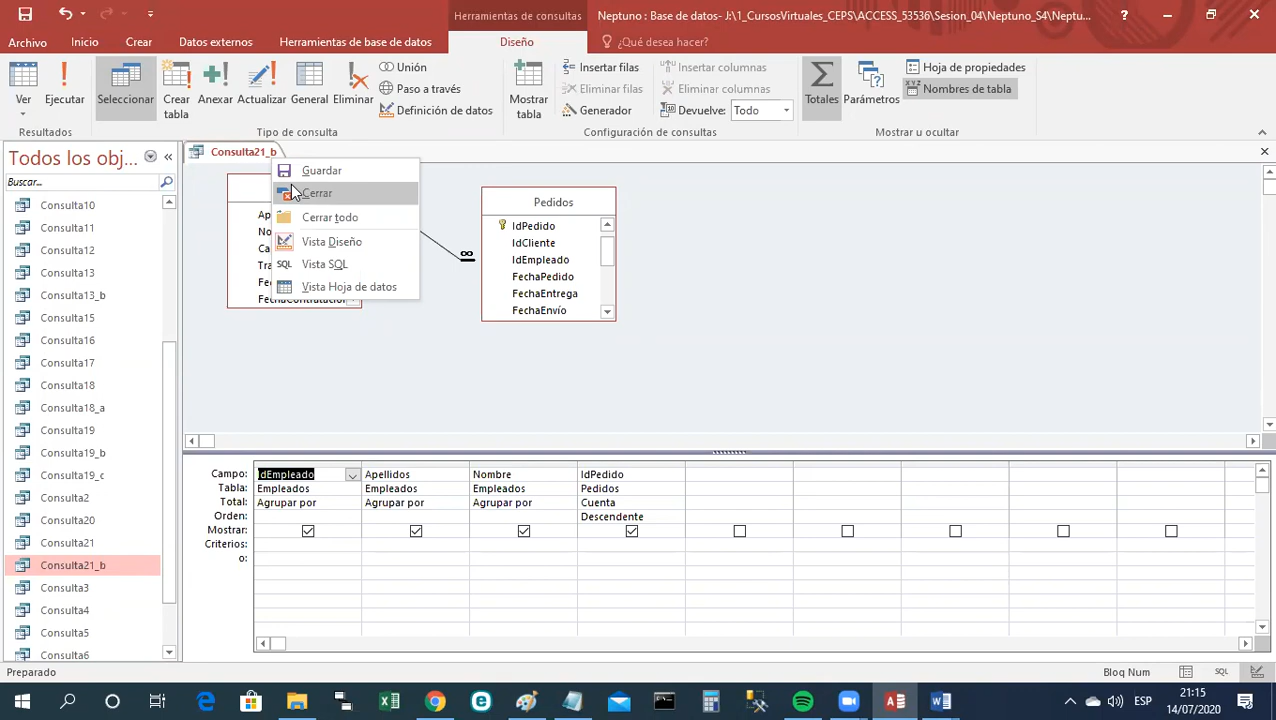 Herramientas de consultas
Neptuno : Base de datos- J:\1_CursosVirtuales_CEPS\ACCESS_53536\Sesion_04\Neptuno_S4\Neptu...
Archivo Inicio Crear Datos externos Herramientas de base de datos Diseño ¿Qué desea hacer?
Ver
Ejecutar
Resultados
Seleccionar
Crear tabla
Anexar
Actualizar
General
Eliminar
Unión
Paso a través
Definición de datos
Tipo de consulta
Mostrar tabla
Insertar filas
Eliminar filas
Generador
Insertar columnas
Eliminar columnas
Devuelve: Todo
Configuración de consultas
Totales
Parámetros
Hoja de propiedades
Nombres de tabla
Mostrar u ocultar
Todos los obj...
Buscar...
Consulta10
Consulta11
Consulta12
Consulta13
Consulta13_b
Consulta15
Consulta16
Consulta17
Consulta18
Consulta18_a
Consulta19
Consulta19_b
Consulta19_c
Consulta2
Consulta20
Consulta21
Consulta21_b
Consulta3
Consulta4
Consulta5
Consulta6
Consulta21_b
Guardar
Cerrar
Cerrar todo
Vista Diseño
SQL Vista SQL
Vista Hoja de datos
Pedidos
IdPedido
IdCliente
IdEmpleado
FechaPedido
FechaEntrega
FechaEnvío
Campo: IdEmpleado Apellidos Nombre IdPedido
Tabla: Empleados Empleados Empleados Pedidos
Total: Agrupar por Agrupar por Agrupar por Cuenta
Orden: Descendente
Mostrar:
Criterios:
o:
Preparado
Bloq Num
SQL
ESP
21:15
14/07/2020